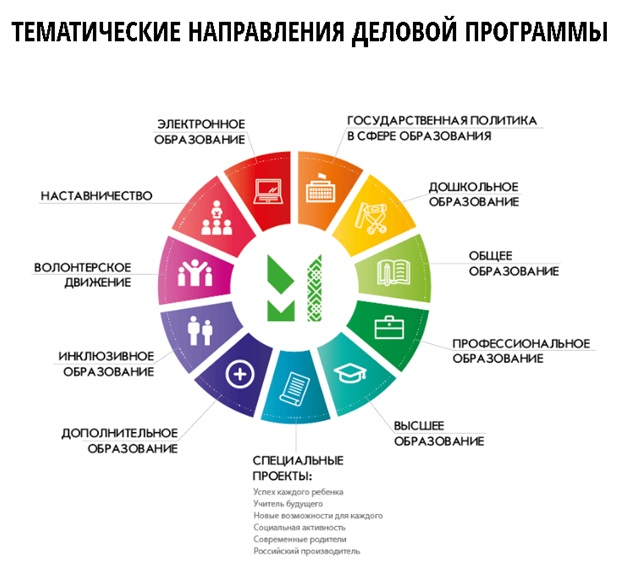 ТЕМАТИЧЕСКИЕ НАПРАВЛЕНИЯ ДЕЛОВОЙ ПРОГРАММЫ
ГОСУДАРСТВЕННАЯ ПОЛИТИКА
В СФЕРЕ ОБРАЗОВАНИЯ
ДОШКОЛЬНОЕ
ОБРАЗОВАНИЕ
ОБЩЕЕ
ОБРАЗОВАНИЕ
ПРОФЕССИОНАЛЬНОЕ
ОБРАЗОВАНИЕ
ВЫСШЕЕ
ОБРАЗОВАНИЕ
СПЕЦИАЛЬНЫЕ
ПРОЕКТЫ:
Успех каждого ребенка
Учитель будущего
Новые возможности для каждого
Социальная активность
Современные родители
Российский производитель
ДОПОЛНИТЕЛЬНОЕ
ОБРАЗОВАНИЕ
ИНКЛЮЗИВНОЕ
ОБРАЗОВАНИЕ
ВОЛОНТЕРСКОЕ
ДВИЖЕНИЕ
НАСТАВНИЧЕСТВО
ЭЛЕКТРОННОЕ
ОБРАЗОВАНИЕ